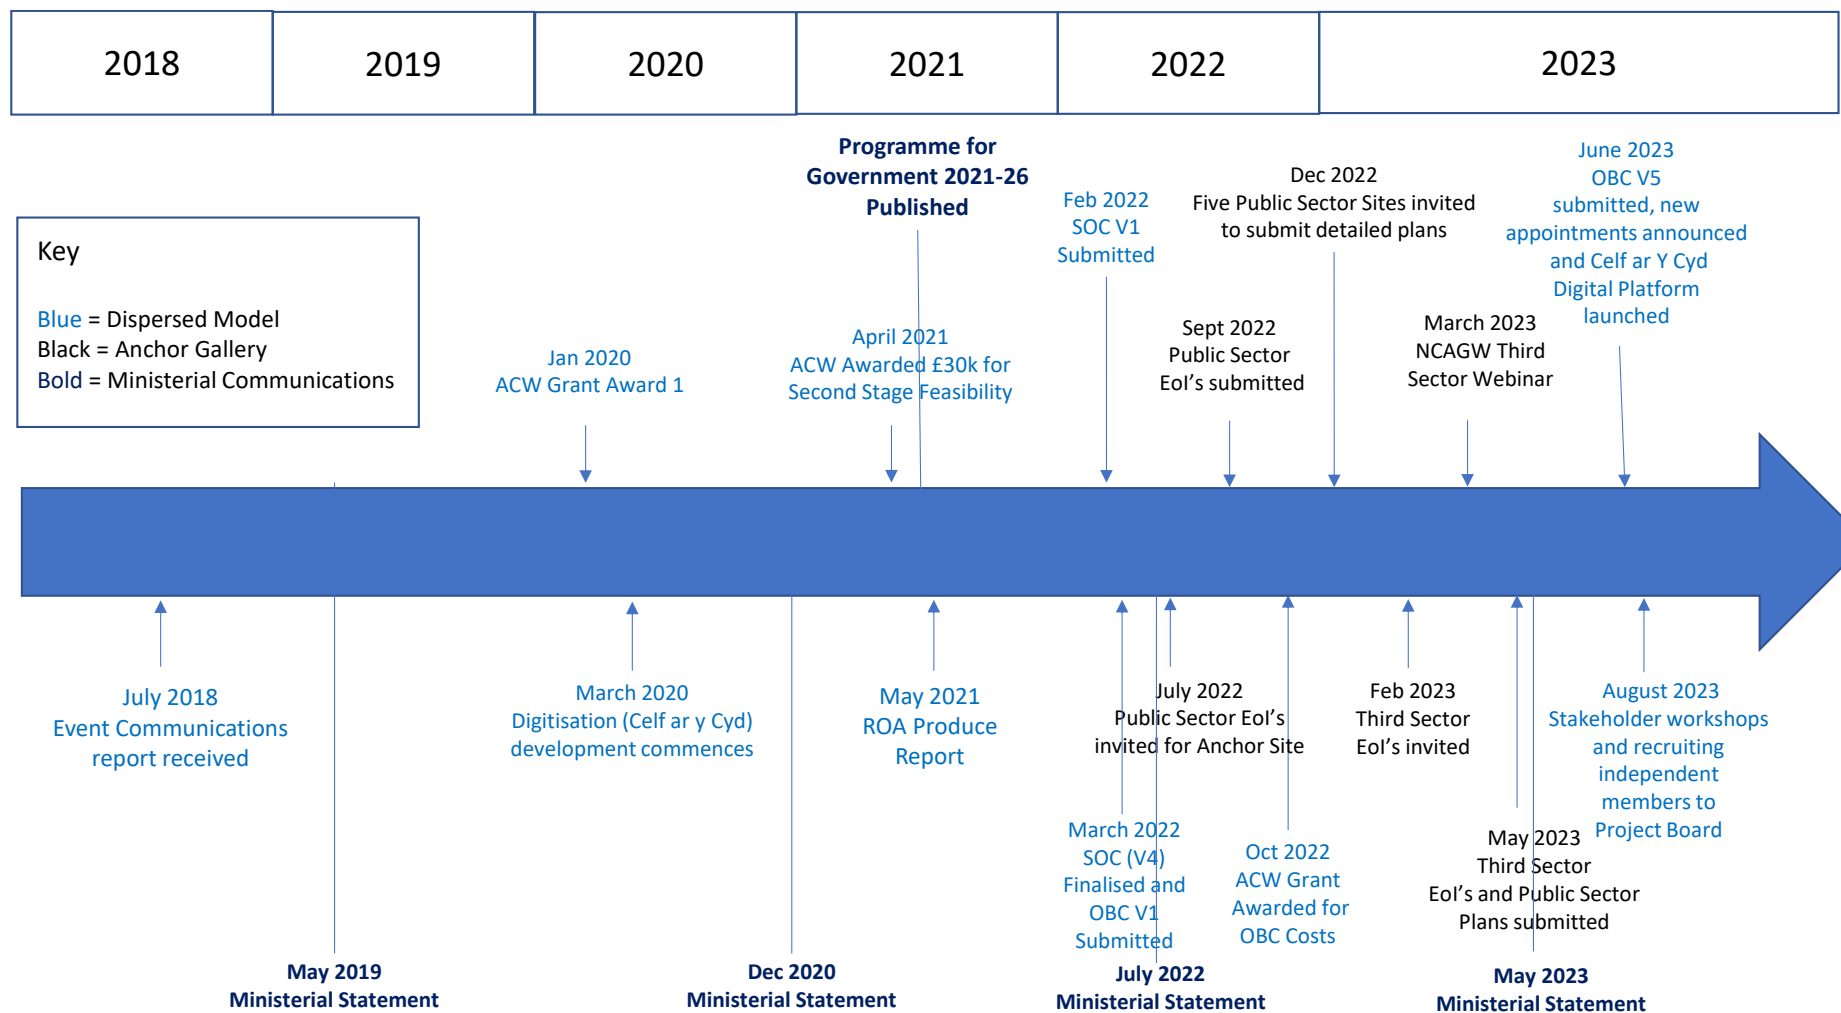 2018
2019
2020
2021
2022
2023
Key
Blue = Dispersed Model
Black = Anchor Gallery
Bold = Ministerial Communications
Jan 2020
ACW Grant Award 1
Programme for
Government 2021-26
Published
April 2021
ACW Awarded £30k for
Second Stage Feasibility
Feb 2022
SOC V1
Submitted
Sept 2022
Public Sector
EoI's submitted
Dec 2022
Five Public Sector Sites invited
to submit detailed plans
March 2023
NCAGW Third
Sector Webinar
June 2023
OBC V5
submitted, new
appointments announced
and Celf ar Y Cyd
Digital Platform
launched
July 2018
Event Communications
report received
May 2019
Ministerial Statement
March 2020
Digitisation (Celf ar y Cyd)
development commences
Dec 2020
Ministerial Statement
May 2021
ROA Produce
Report
March 2022
SOC (V4)
Finalised and
OBC V1
Submitted
July 2022
Ministerial Statement
July 2022
Public Sector EoI's
invited for Anchor Site
Oct 2022
ACW Grant
Awarded for
OBC Costs
Feb 2023
Third Sector
EoI's invited
May 2023
Third Sector
EoI's and Public Sector
Plans submitted
May 2023
Ministerial Statement
August 2023
Stakeholder workshops
and recruiting
independent
members to
Project Board